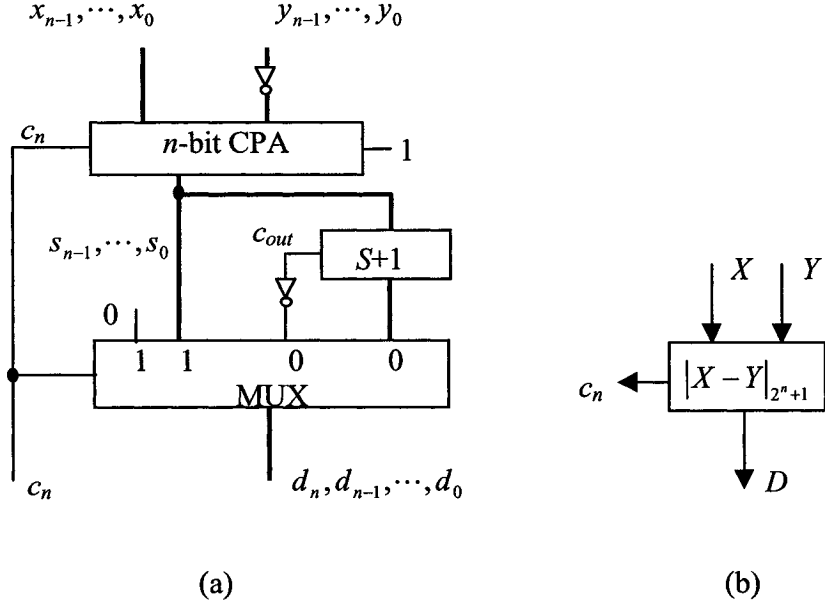 x_{n-1},⋯,x_0 y_{n-1},⋯,y_0
c_n
n-bit CPA
1
s_{n-1},⋯,s_0
c_{out}
S+1
0
1 1 0 0
MUX
c_n
d_n,d_{n-1},⋯,d_0
(a)
X Y
c_n
|X − Y|_{2^n+1}
D
(b)